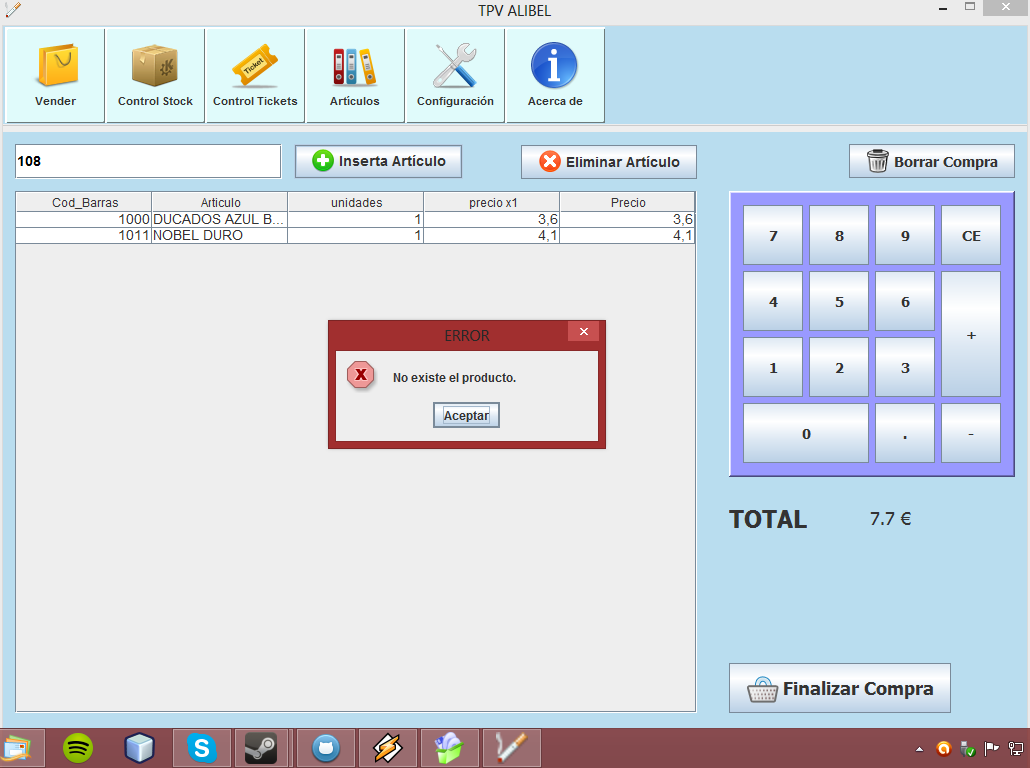 TPV ALIBEL
Ticket
Vender Control Stock Control Tickets Artículos Configuración Acerca de
108 Inserta Artículo Eliminar Artículo Borrar Compra
Cod_Barras Articulo unidades precio x1 Precio
1000 DUCADOS AZUL B... 1 3,6 3,6
1011 NOBEL DURO 1 4,1 4,1
7 8 9 CE
4 5 6
+
1 2 3
0 . -
ERROR
No existe el producto.
Aceptar
TOTAL 7.7 €
Finalizar Compra